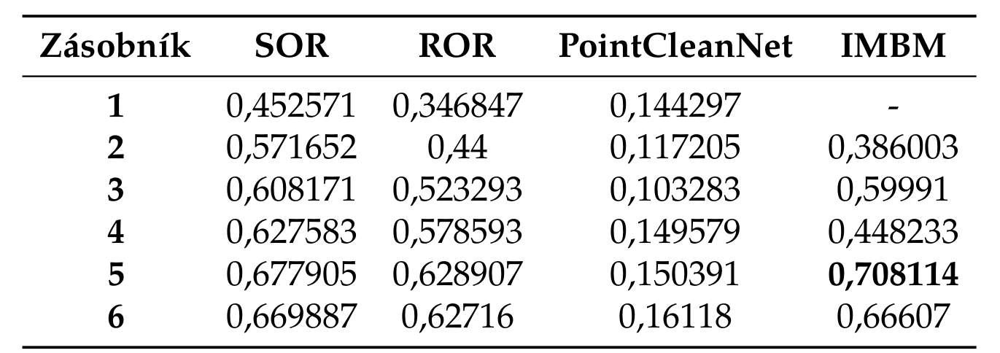 Zásobník SOR ROR PointCleanNet IMBM
1 0,452571 0,346847 0,144297 -
2 0,571652 0,44 0,117205 0,386003
3 0,608171 0,523293 0,103283 0,59991
4 0,627583 0,578593 0,149579 0,448233
5 0,677905 0,628907 0,150391 0,708114
6 0,669887 0,62716 0,16118 0,66607